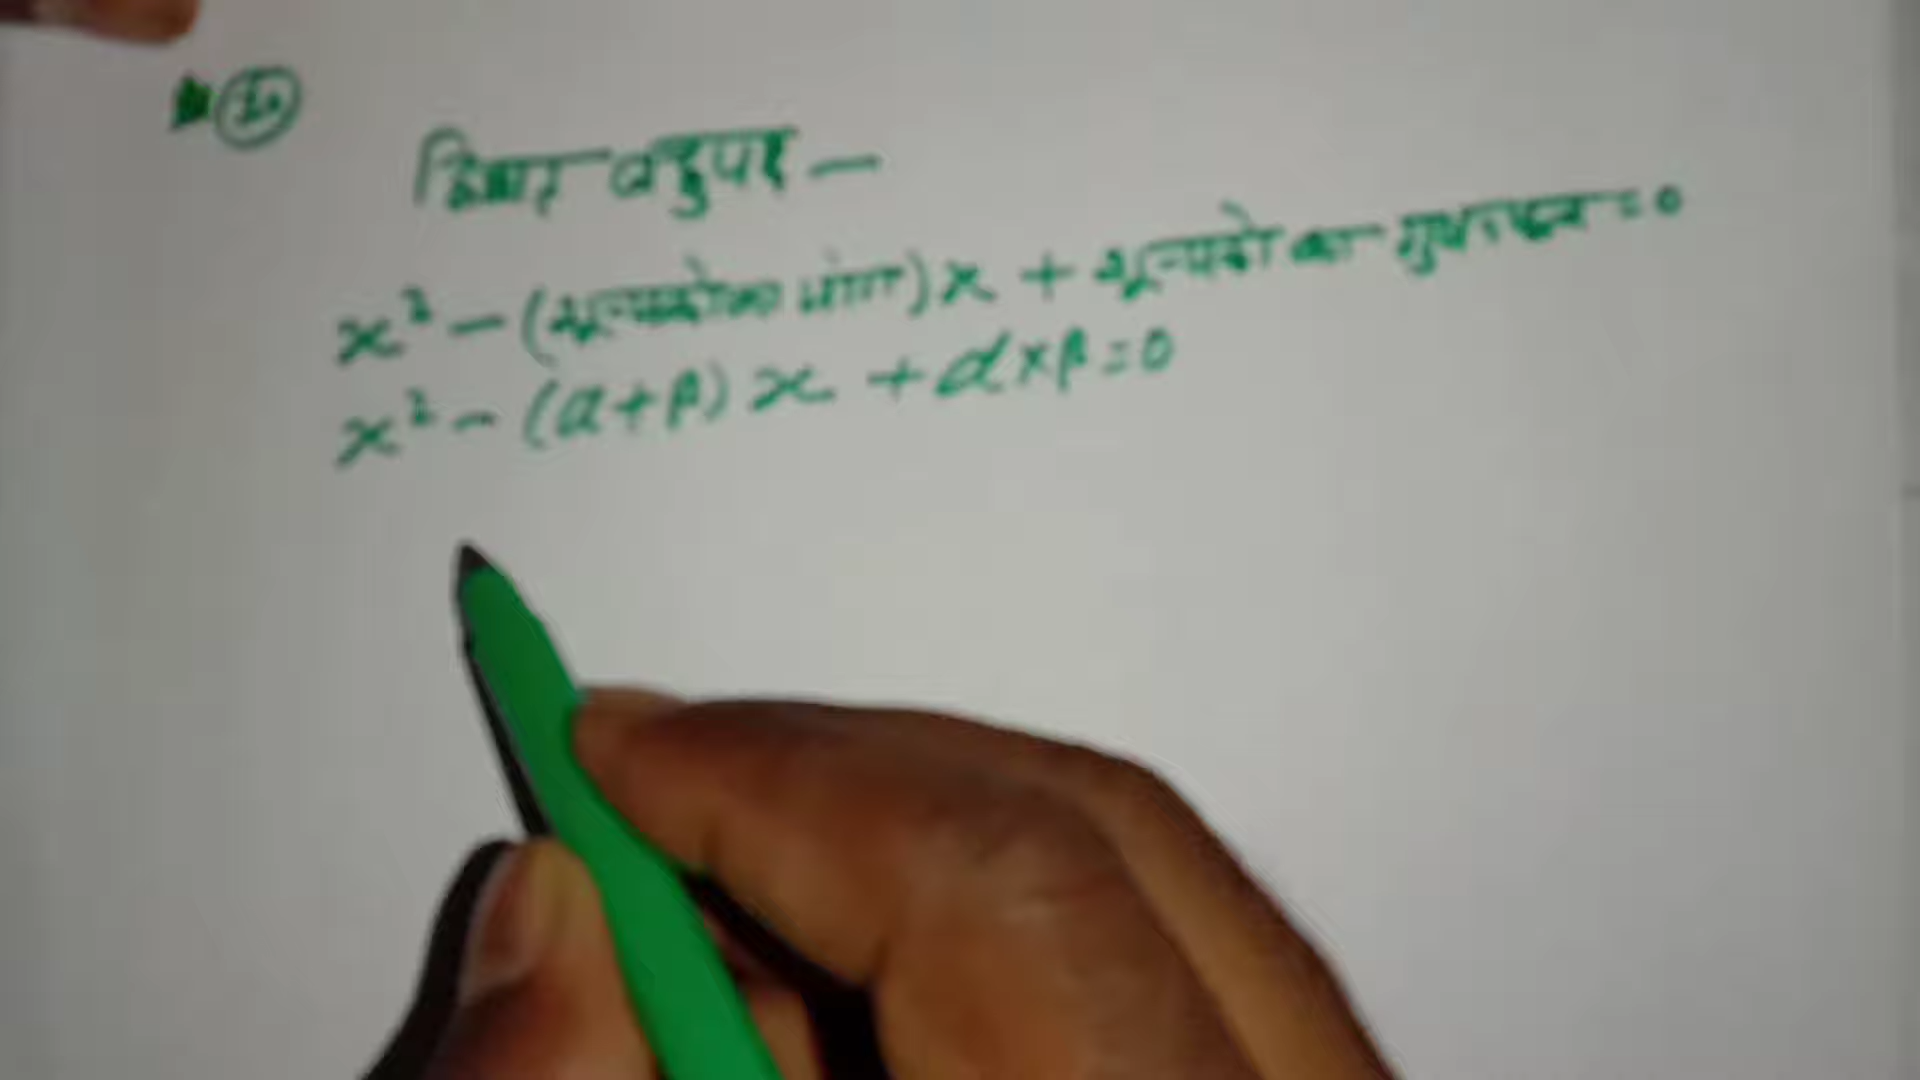 द्विघात बहुपद —
x² – (शून्यकों का योग)x + शून्यकों का गुणनफल = 0
x² – (α+β) x + α×β = 0